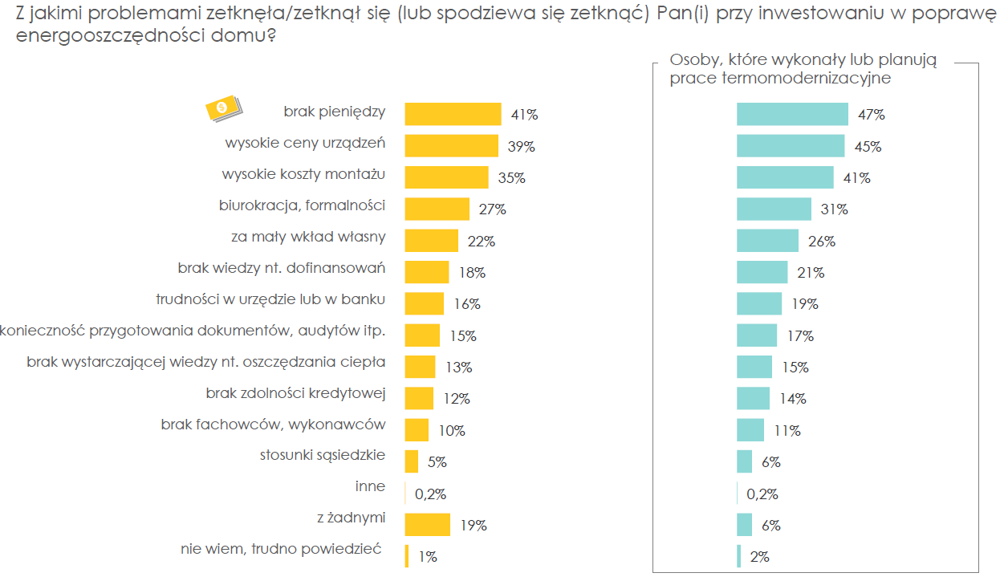 Z jakimi problemami zetknęła/zetknął się (lub spodziewa się zetknąć) Pan(i) przy inwestowaniu w poprawę
energooszczędności domu?
Osoby, które wykonały lub planują
prace termomodernizacyjne
brak pieniędzy 41% 47%
wysokie ceny urządzeń 39% 45%
wysokie koszty montażu 35% 41%
biurokracja, formalności 27% 31%
za mały wkład własny 22% 26%
brak wiedzy nt. dofinansowań 18% 21%
trudności w urzędzie lub w banku 16% 19%
konieczność przygotowania dokumentów, audytów itp. 15% 17%
brak wystarczającej wiedzy nt. oszczędzania ciepła 13% 15%
brak zdolności kredytowej 12% 14%
brak fachowców, wykonawców 10% 11%
stosunki sąsiedzkie 5% 6%
inne 0,2% 0,2%
z żadnymi 19% 6%
nie wiem, trudno powiedzieć 1% 2%